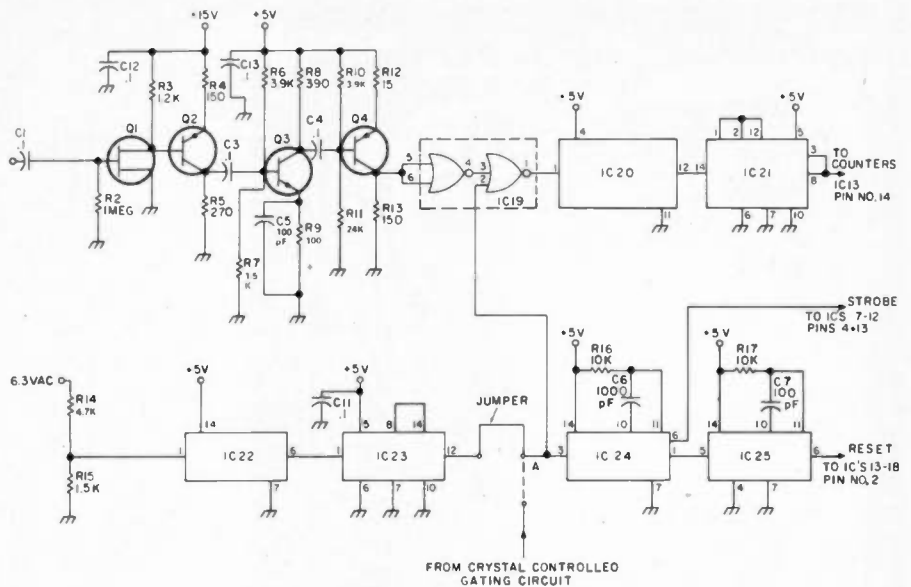 +15V
+5V
C12
.1
R3
1.2K
R4
150
C13
.1
R6
3.9K
R8
390
R10
3.9K
R12
15
C1
.1
Q1
Q2
C3
.1
Q3
C4
.1
Q4
R2
1MEG
R5
270
C5
100
pF
R9
100
R7
1.5
K
R11
24K
R13
150
5
6
4
3
2
1
IC19
+5V
4
1
IC20
12
11
14
+5V
1
2
12
5
IC21
3
8
6
7
10
TO
COUNTERS
IC13
PIN NO. 14
STROBE
TO ICS 7-12
PINS 4+13
6.3VAC
R14
4.7K
R15
1.5K
+5V
14
1
IC22
6
7
C11
.1
+5V
5
8
14
1
IC23
12
6
7
10
JUMPER
A
FROM CRYSTAL CONTROLLED
GATING CIRCUIT
+5V
R16
10K
C6
1000
pF
14
10
11
3
IC24
6
1
7
+5V
R17
10K
C7
100
pF
14
10
11
5
IC25
6
4
7
RESET
TO IC'S 13-18
PIN NO. 2